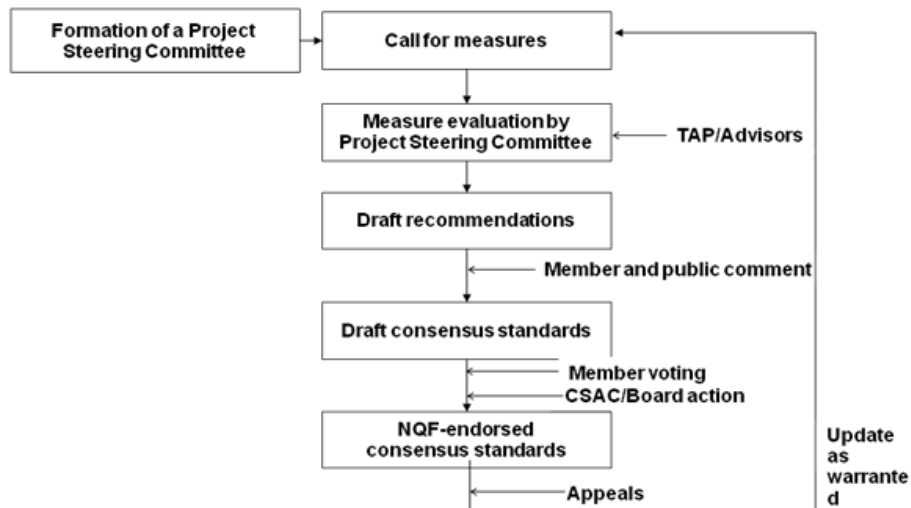 Formation of a Project
Steering Committee
Call for measures
Measure evaluation by
Project Steering Committee
TAP/Advisors
Draft recommendations
Member and public comment
Draft consensus standards
Member voting
CSAC/Board action
NQF-endorsed
consensus standards
Appeals
Update
as
warrante
d